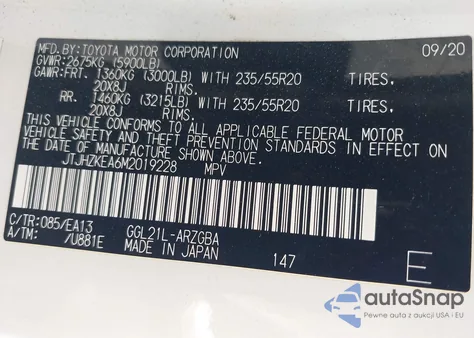 MFD.BY:TOYOTA MOTOR CORPORATION 09/20
GVWR:2675KG (5900LB)
GAWR:FRT. 1360KG (3000LB) WITH 235/55R20 TIRES,
20X8J RIMS.
RR. 1460KG (3215LB) WITH 235/55R20 TIRES,
20X8J RIMS.
THIS VEHICLE CONFORMS TO ALL APPLICABLE FEDERAL MOTOR
VEHICLE SAFETY AND THEFT PREVENTION STANDARDS IN EFFECT ON
THE DATE OF MANUFACTURE SHOWN ABOVE.
JTJHZKEA6M2019228 MPV
C/TR:085/EA13 GGL21L-ARZGBA
A/TM: /U881E MADE IN JAPAN 147 E
autoSnap
Pewne auta z aukcji USA i EU